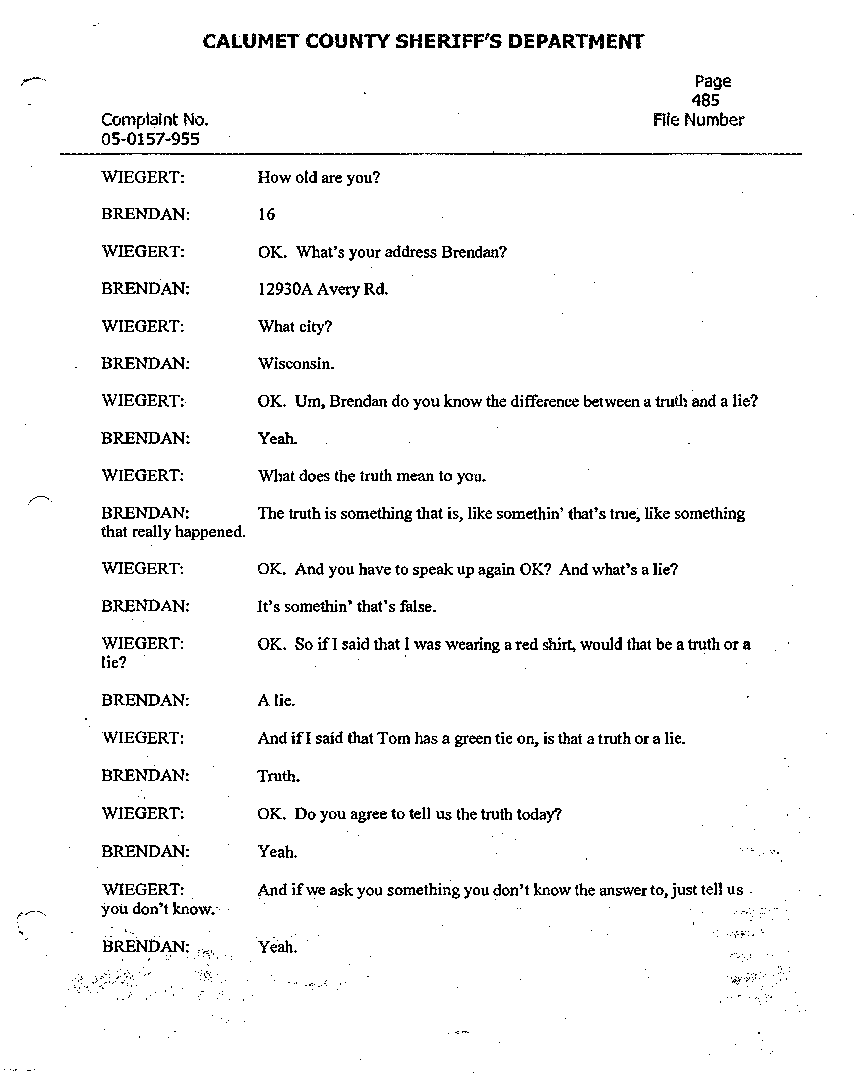 CALUMET COUNTY SHERIFF'S DEPARTMENT
Page
485
Complaint No. File Number
05-0157-955
WIEGERT: How old are you?
BRENDAN: 16
WIEGERT: OK. What's your address Brendan?
BRENDAN: 12930A Avery Rd.
WIEGERT: What city?
BRENDAN: Wisconsin.
WIEGERT: OK. Um, Brendan do you know the difference between a truth and a lie?
BRENDAN: Yeah.
WIEGERT: What does the truth mean to you.
BRENDAN: The truth is something that is, like somethin' that's true, like something
that really happened.
WIEGERT: OK. And you have to speak up again OK? And what's a lie?
BRENDAN: It's somethin' that's false.
WIEGERT: OK. So if I said that I was wearing a red shirt, would that be a truth or a
lie?
BRENDAN: A lie.
WIEGERT: And if I said that Tom has a green tie on, is that a truth or a lie.
BRENDAN: Truth.
WIEGERT: OK. Do you agree to tell us the truth today?
BRENDAN: Yeah.
WIEGERT: And if we ask you something you don't know the answer to, just tell us
you don't know.
BRENDAN: Yeah.